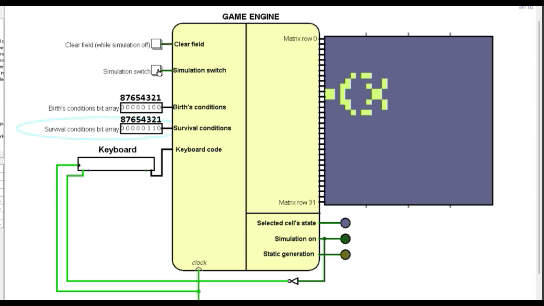 GAME ENGINE
Clear field (while simulation off)
Clear field
Matrix row 0
Simulation switch
Simulation switch
87654321
Birth's conditions bit array
00000100
Birth's conditions
87654321
Survival conditions bit array
00000110
Survival conditions
Keyboard
Keyboard code
Matrix row 31
Selected cell's state
Simulation on
Static generation
clock